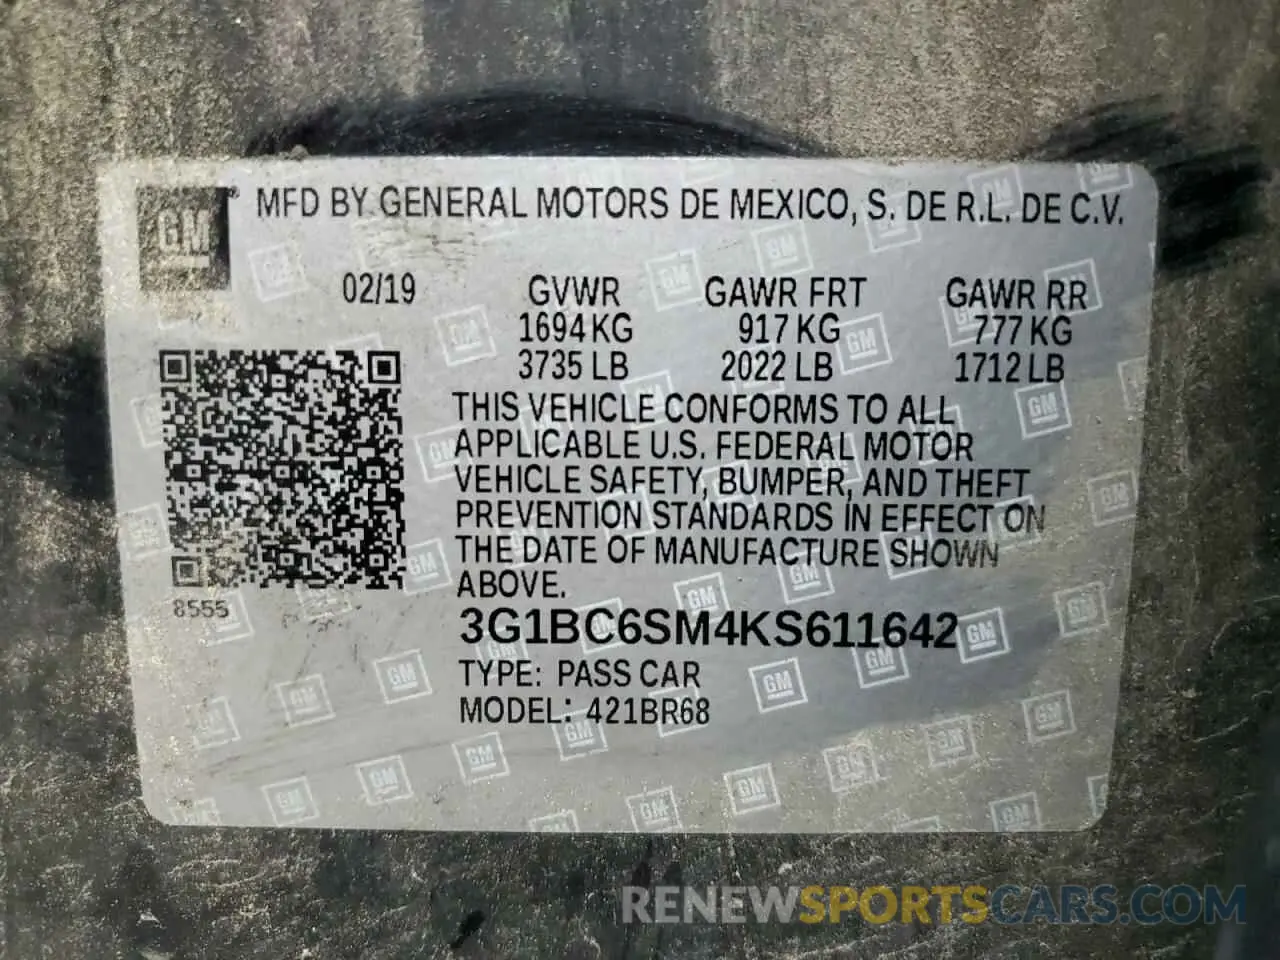 GM® MFD BY GENERAL MOTORS DE MEXICO, S. DE R.L. DE C.V.
02/19 GVWR GAWR FRT GAWR RR
1694 KG 917 KG 777 KG
3735 LB 2022 LB 1712 LB
THIS VEHICLE CONFORMS TO ALL
APPLICABLE U.S. FEDERAL MOTOR
VEHICLE SAFETY, BUMPER, AND THEFT
PREVENTION STANDARDS IN EFFECT ON
THE DATE OF MANUFACTURE SHOWN
ABOVE.
8555
3G1BC6SM4KS611642
TYPE: PASS CAR
MODEL: 421BR68
RENEWSPORTSCARS.COM